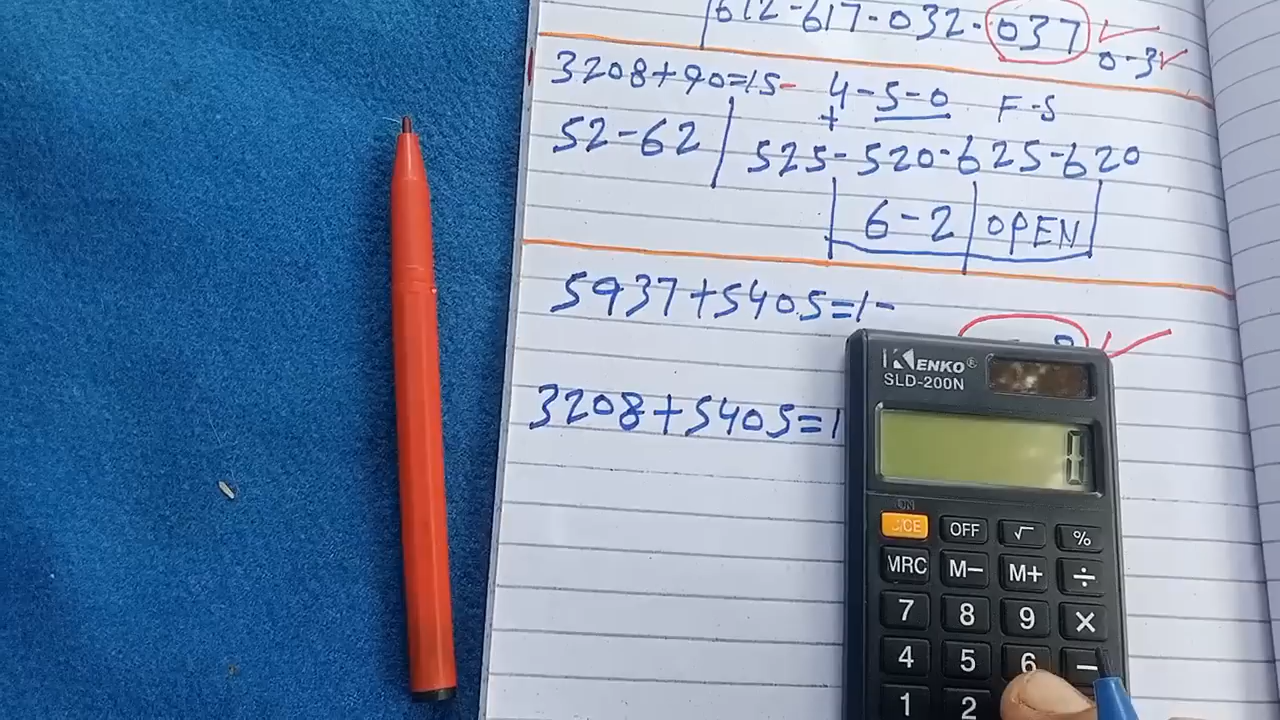 612-617-032-037
0-3
3208+90=15- 4-5-0 F-S
+
52-62 525-520-625-620
6-2 OPEN
5937+5405=1-
3208+5405=1
KENKO®
SLD-200N
0
ON
C/CE OFF √ %
MRC M− M+ ÷
7 8 9 ×
4 5 6 −
1 2